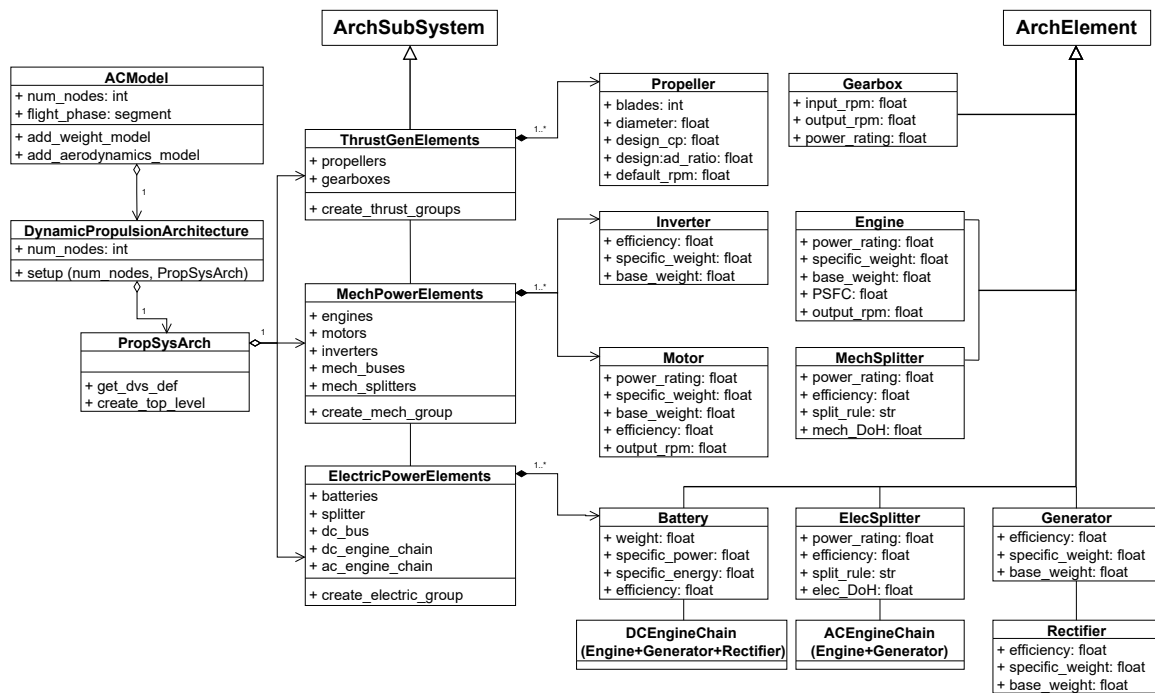 ArchSubSystem
ArchElement
ACModel
+ num_nodes: int
+ flight_phase: segment
+ add_weight_model
+ add_aerodynamics_model
1
DynamicPropulsionArchitecture
+ num_nodes: int
+ setup (num_nodes, PropSysArch)
1
PropSysArch
+ get_dvs_def
+ create_top_level
1
ThrustGenElements
+ propellers
+ gearboxes
+ create_thrust_groups
1..*
MechPowerElements
+ engines
+ motors
+ inverters
+ mech_buses
+ mech_splitters
+ create_mech_group
1..*
ElectricPowerElements
+ batteries
+ splitter
+ dc_bus
+ dc_engine_chain
+ ac_engine_chain
+ create_electric_group
1..*
Propeller
+ blades: int
+ diameter: float
+ design_cp: float
+ design:ad_ratio: float
+ default_rpm: float
Gearbox
+ input_rpm: float
+ output_rpm: float
+ power_rating: float
Inverter
+ efficiency: float
+ specific_weight: float
+ base_weight: float
Engine
+ power_rating: float
+ specific_weight: float
+ base_weight: float
+ PSFC: float
+ output_rpm: float
Motor
+ power_rating: float
+ specific_weight: float
+ base_weight: float
+ efficiency: float
+ output_rpm: float
MechSplitter
+ power_rating: float
+ efficiency: float
+ split_rule: str
+ mech_DoH: float
Battery
+ weight: float
+ specific_power: float
+ specific_energy: float
+ efficiency: float
ElecSplitter
+ power_rating: float
+ efficiency: float
+ split_rule: str
+ elec_DoH: float
Generator
+ efficiency: float
+ specific_weight: float
+ base_weight: float
DCEngineChain
(Engine+Generator+Rectifier)
ACEngineChain
(Engine+Generator)
Rectifier
+ efficiency: float
+ specific_weight: float
+ base_weight: float